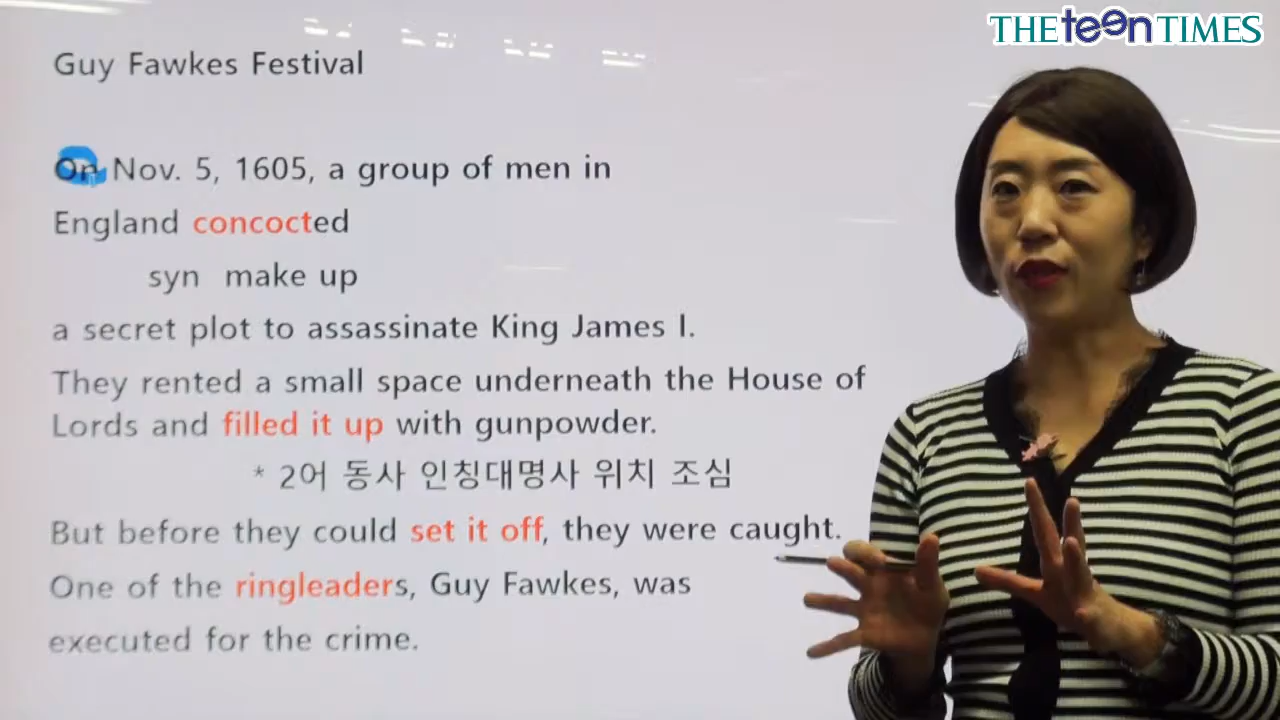 THE teen TIMES
Guy Fawkes Festival
On Nov. 5, 1605, a group of men in
England concocted
syn make up
a secret plot to assassinate King James I.
They rented a small space underneath the House of
Lords and filled it up with gunpowder.
* 2어 동사 인칭대명사 위치 조심
But before they could set it off, they were caught.
One of the ringleaders, Guy Fawkes, was
executed for the crime.